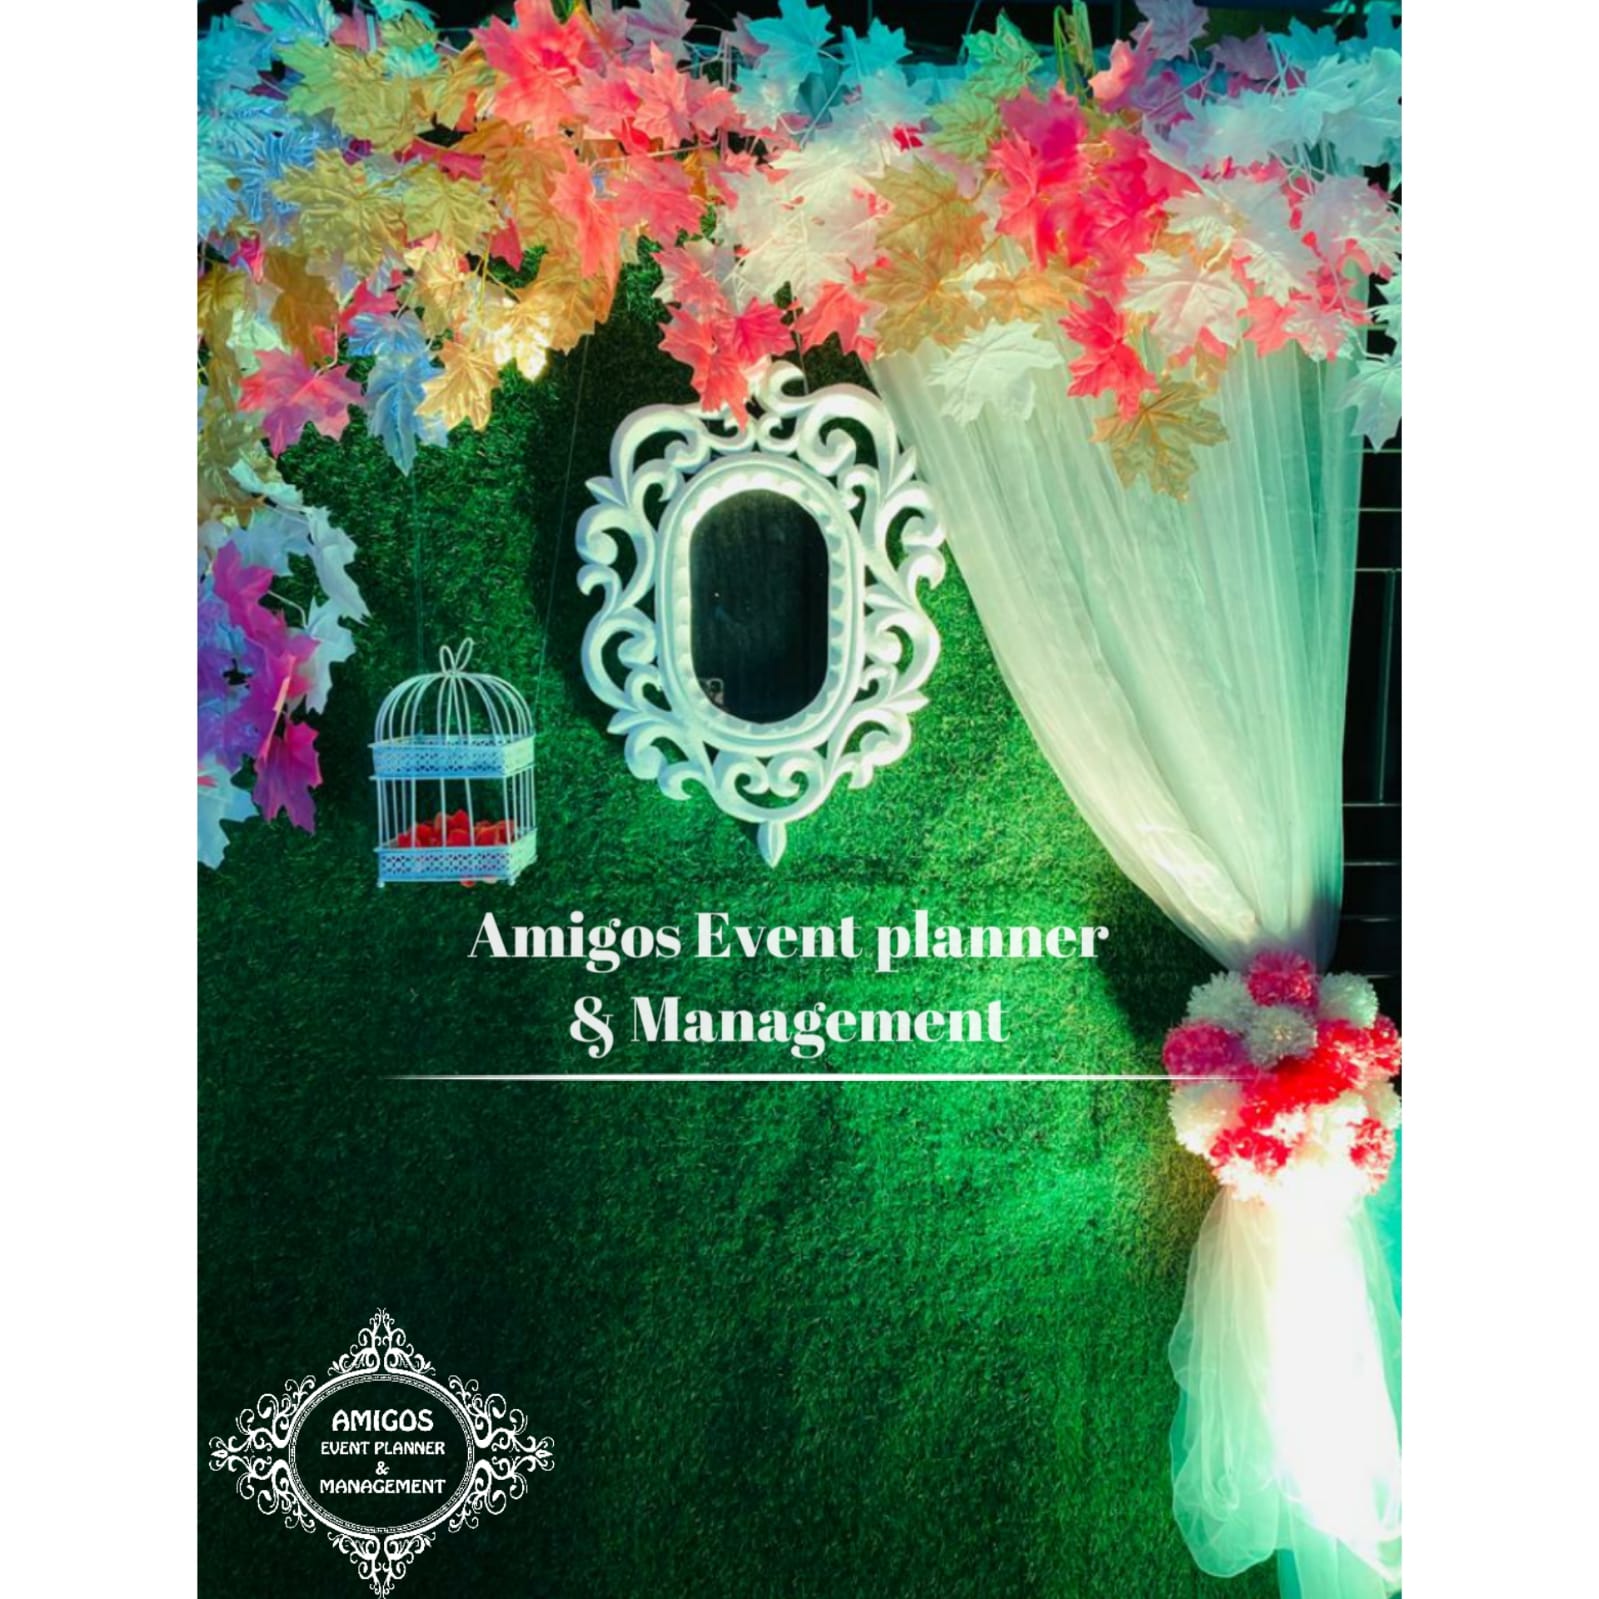 Amigos Event planner
& Management
AMIGOS
EVENT PLANNER
&
MANAGEMENT